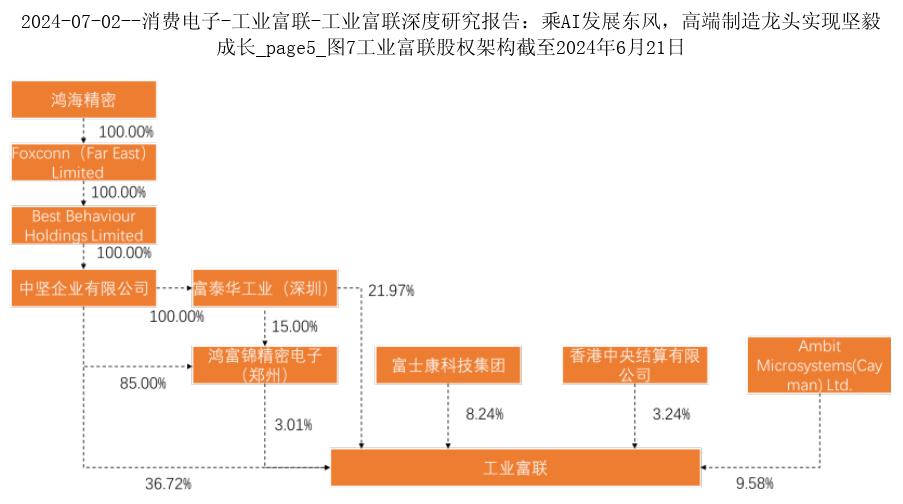 2024-07-02--消费电子-工业富联-工业富联深度研究报告：乘AI发展东风，高端制造龙头实现坚毅
成长_page5_图7工业富联股权架构截至2024年6月21日
鸿海精密
100.00%
Foxconn（Far East）
Limited
100.00%
Best Behaviour
Holdings Limited
100.00%
中坚企业有限公司
富泰华工业（深圳）
21.97%
100.00%
15.00%
鸿富锦精密电子
（郑州）
富士康科技集团
香港中央结算有限
公司
Ambit
Microsystems(Cay
man) Ltd.
85.00%
3.01%
8.24%
3.24%
工业富联
36.72%
9.58%